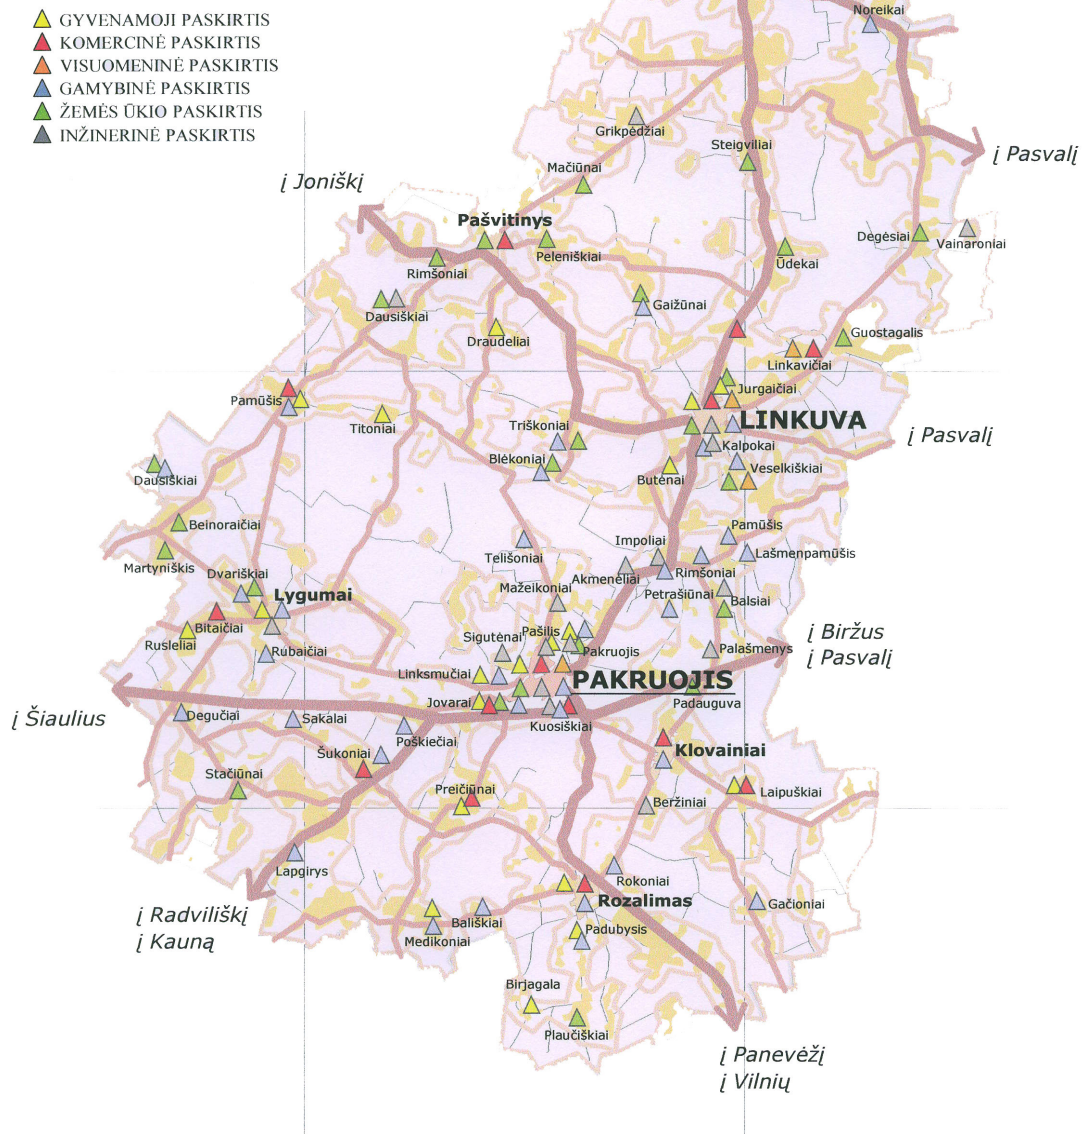 GYVENAMOJI PASKIRTIS
KOMERCINĖ PASKIRTIS
VISUOMENINĖ PASKIRTIS
GAMYBINĖ PASKIRTIS
ŽEMĖS ŪKIO PASKIRTIS
INŽINERINĖ PASKIRTIS
Noreikai
Grikpėdžiai
Steigviliai
į Pasvalį
Mačiūnai
į Joniškį
Pašvitinys
Degėsiai
Vainaroniai
Peleniškiai
Ūdekai
Rimšoniai
Gaižūnai
Dausiškiai
Draudeliai
Guostagalis
Linkavičiai
Jurgaičiai
Pamūšis
Titoniai
Triškoniai
LINKUVA
į Pasvalį
Kalpokai
Blėkoniai
Veselkiškiai
Dausiškiai
Butėnai
Beinoraičiai
Pamūšis
Impoliai
Lašmenpamūšis
Telišoniai
Martyniškis
Dvariškiai
Akmenėliai
Rimšoniai
Mažeikoniai
Petrašiūnai
Balsiai
Lygumai
Bitaičiai
Sigutėnai
Pašilis
į Biržus
Rusleliai
Rubaičiai
Pakruojis
Palašmenys
į Pasvalį
Linksmučiai
PAKRUOJIS
Jovarai
Padauguva
į Šiaulius
Degučiai
Sakalai
Kuosiškiai
Poškiečiai
Klovainiai
Šukoniai
Stačiūnai
Preičiūnai
Laipuškiai
Beržiniai
Lapgirys
Rokoniai
Rozalimas
Gačioniai
į Radviliškį
į Kauną
Bališkiai
Medikoniai
Padubysis
Birjagala
Plaučiškiai
į Panevėžį
į Vilnių